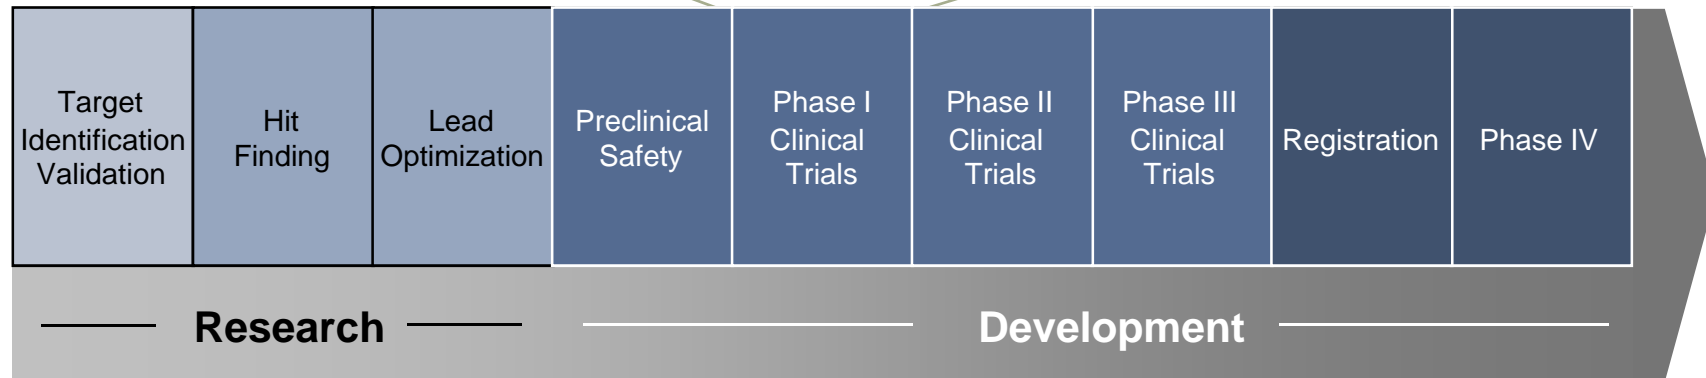 Target
Identification
Validation
Hit
Finding
Lead
Optimization
Preclinical
Safety
Phase I
Clinical
Trials
Phase II
Clinical
Trials
Phase III
Clinical
Trials
Registration
Phase IV
Research
Development